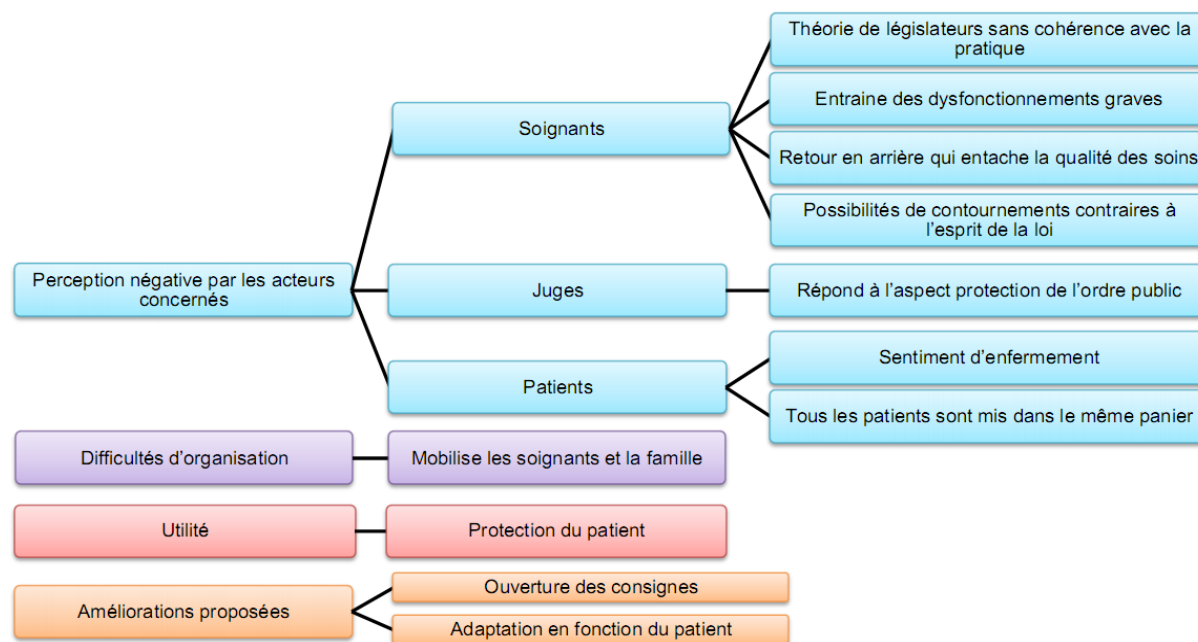 Théorie de législateurs sans cohérence avec la
pratique
Entraine des dysfonctionnements graves
Soignants
Retour en arrière qui entache la qualité des soins
Possibilités de contournements contraires à
l'esprit de la loi
Perception négative par les acteurs
concernés
Juges
Répond à l'aspect protection de l'ordre public
Sentiment d'enfermement
Patients
Tous les patients sont mis dans le même panier
Difficultés d'organisation
Mobilise les soignants et la famille
Utilité
Protection du patient
Ouverture des consignes
Améliorations proposées
Adaptation en fonction du patient